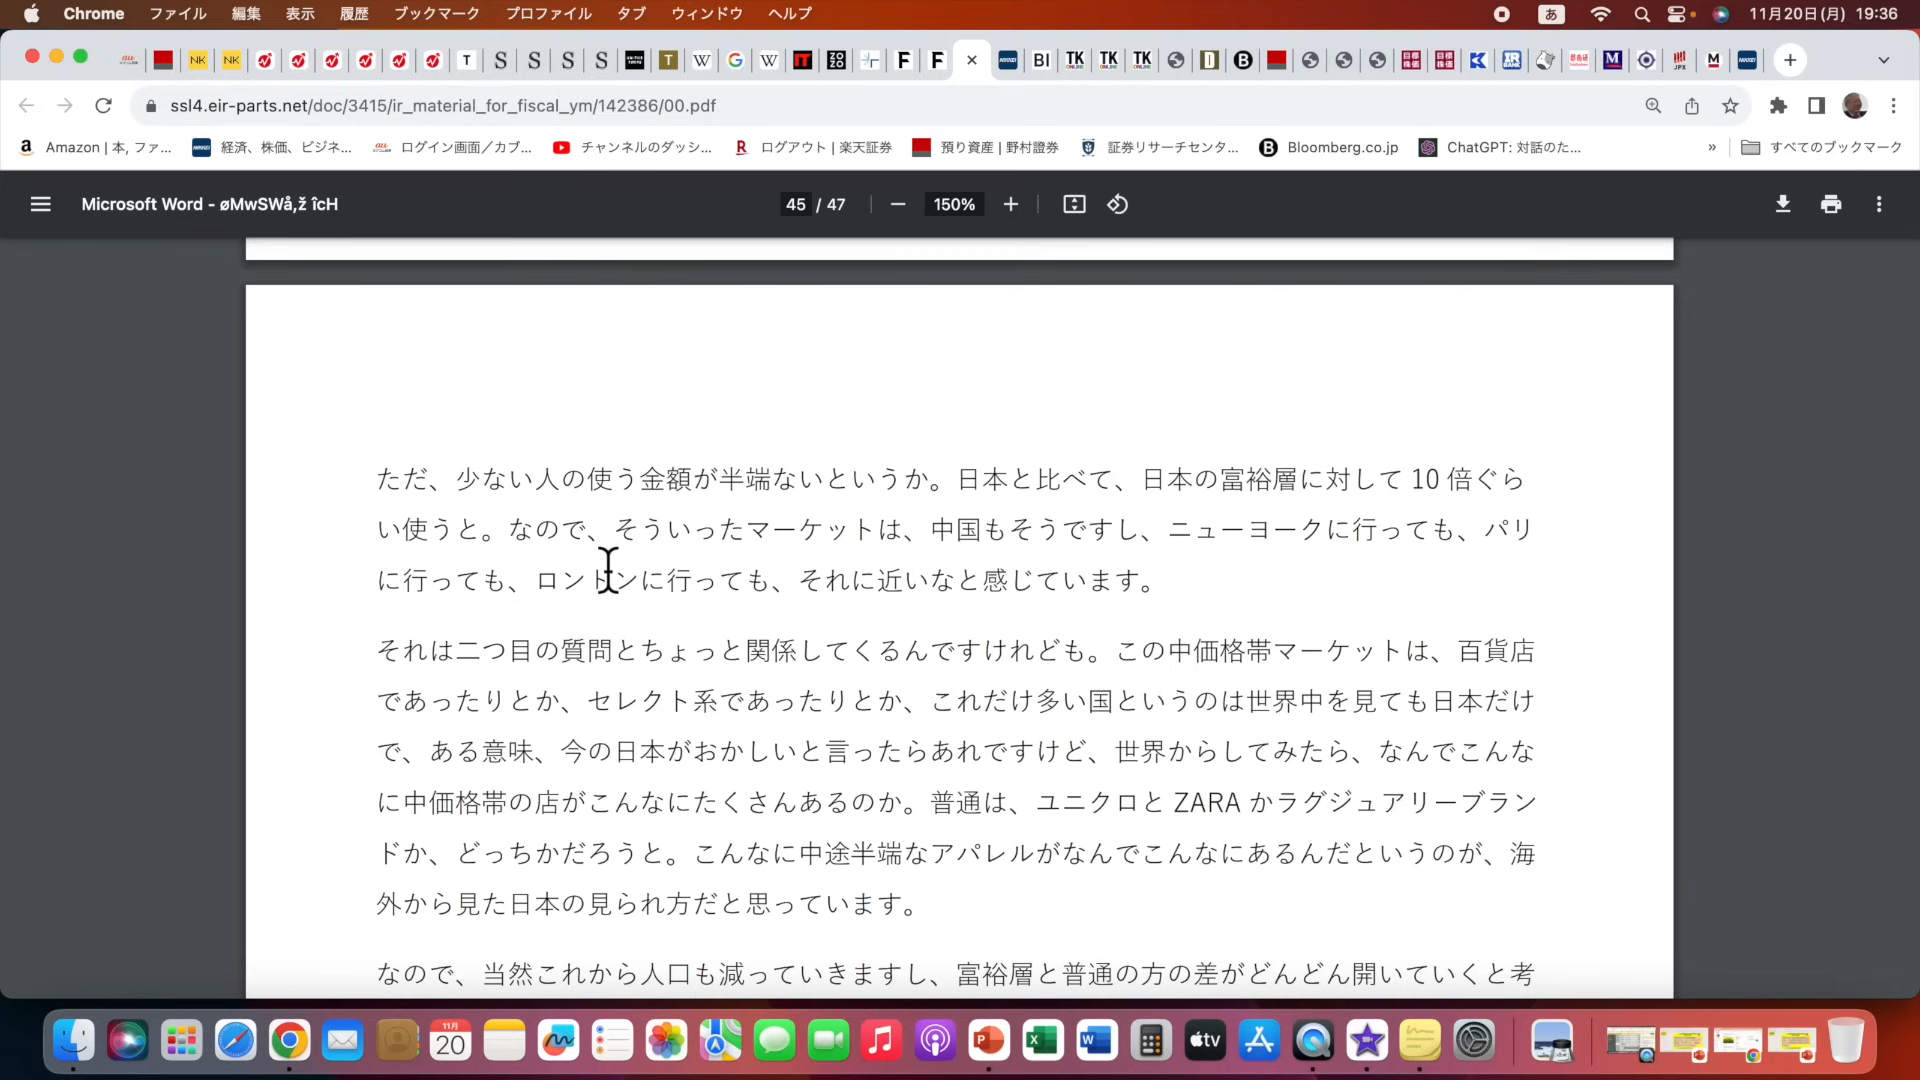 Chrome ファイル 編集 表示 履歴 ブックマーク プロファイル タブ ウィンドウ ヘルプ あ 11月20日(月) 19:36
ssl4.eir-parts.net/doc/3415/ir_material_for_fiscal_ym/142386/00.pdf
Amazon | 本, ファ... 経済、株価、ビジネ... ログイン画面／カブ... チャンネルのダッシ... ログアウト | 楽天証券 預り資産 | 野村證券 証券リサーチセンタ... Bloomberg.co.jp ChatGPT: 対話のた... » すべてのブックマーク
Microsoft Word - øMwSWå,ž îcH 45 / 47 150%
ただ、少ない人の使う金額が半端ないというか。日本と比べて、日本の富裕層に対して 10 倍ぐら
い使うと。なので、そういったマーケットは、中国もそうですし、ニューヨークに行っても、パリ
に行っても、ロンドンに行っても、それに近いなと感じています。
それは二つ目の質問とちょっと関係してくるんですけれども。この中価格帯マーケットは、百貨店
であったりとか、セレクト系であったりとか、これだけ多い国というのは世界中を見ても日本だけ
で、ある意味、今の日本がおかしいと言ったらあれですけど、世界からしてみたら、なんでこんな
に中価格帯の店がこんなにたくさんあるのか。普通は、ユニクロと ZARA かラグジュアリーブラン
ドか、どっちかだろうと。こんなに中途半端なアパレルがなんでこんなにあるんだというのが、海
外から見た日本の見られ方だと思っています。
なので、当然これから人口も減っていきますし、富裕層と普通の方の差がどんどん開いていくと考
11月
20
tv